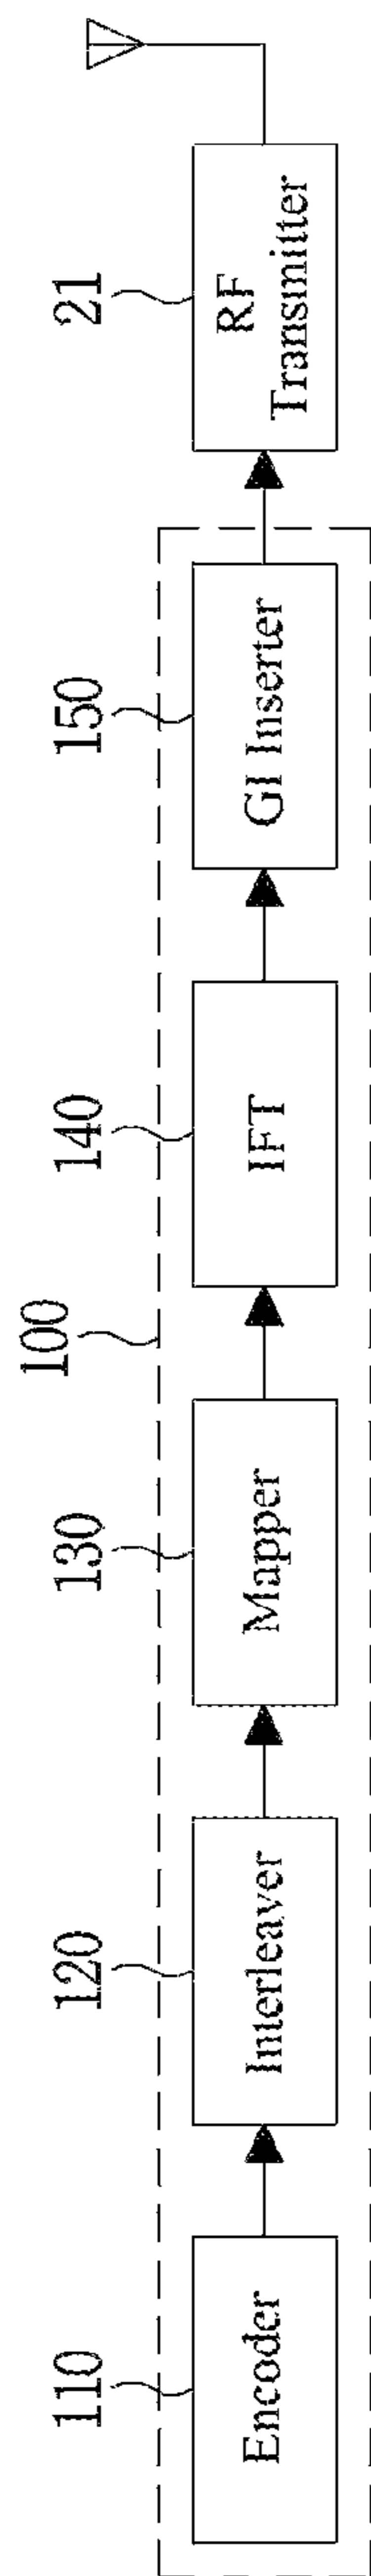 100
110
120
130
140
150
21
Encoder
Interleaver
Mapper
IFT
GI Inserter
RF
Transmitter